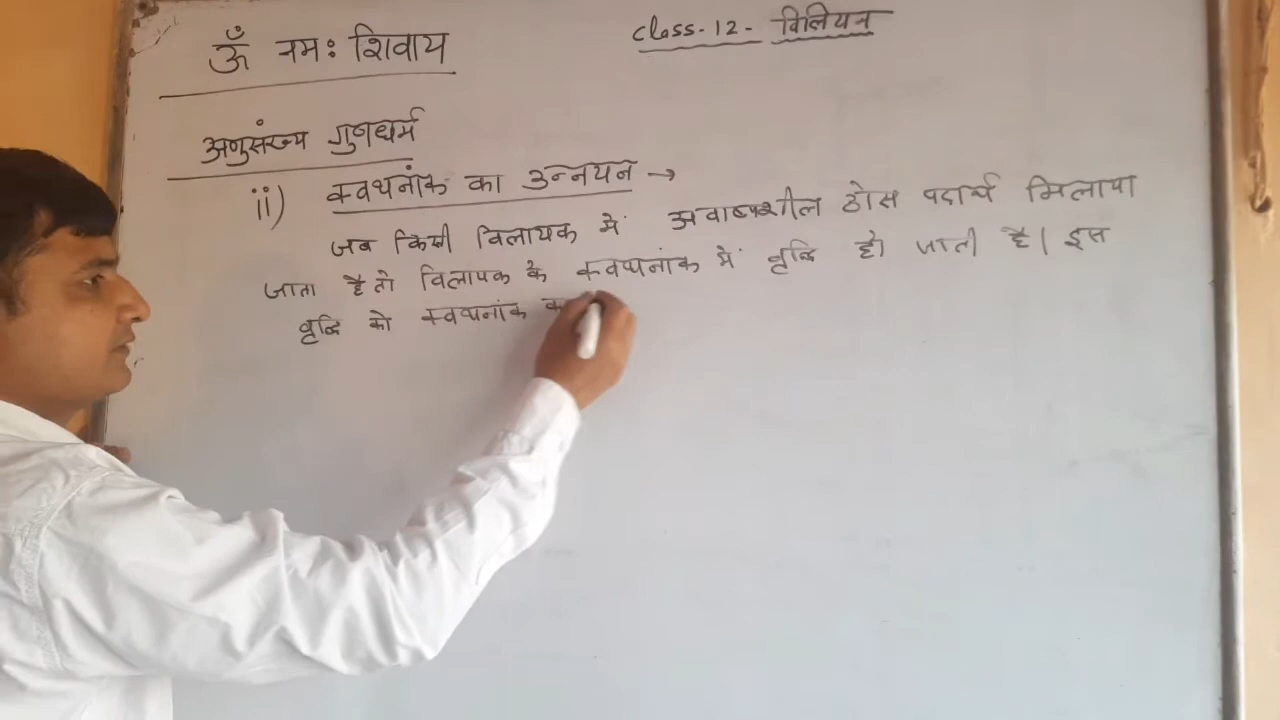 ॐ नमः शिवाय
Class-12- विलियन
अणुसंख्य गुणधर्म
ii) क्वथनांक का उन्नयन →
जब किसी विलायक में अवाष्पशील ठोस पदार्थ मिलाया
जाता है तो विलायक के क्वथनांक में वृद्धि हो जाती है। इस
वृद्धि को क्वथनांक क